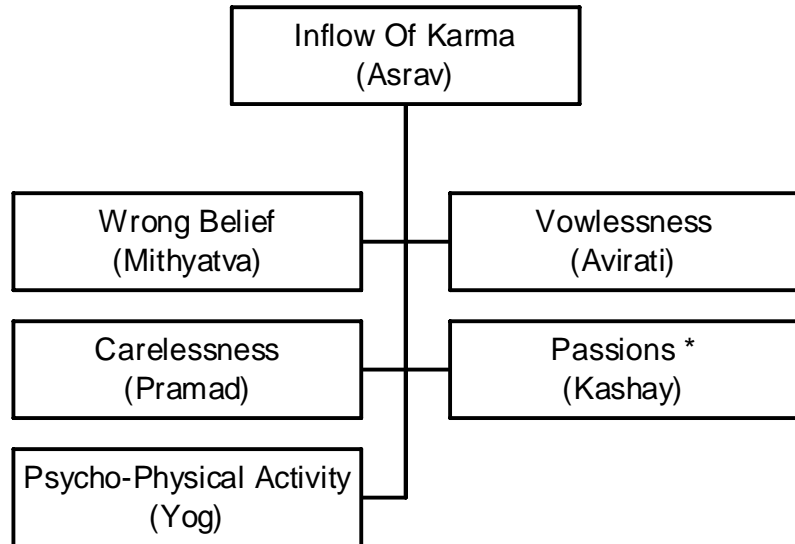 Inflow Of Karma
(Asrav)
Wrong Belief
(Mithyatva)
Vowlessness
(Avirati)
Carelessness
(Pramad)
Passions *
(Kashay)
Psycho-Physical Activity
(Yog)